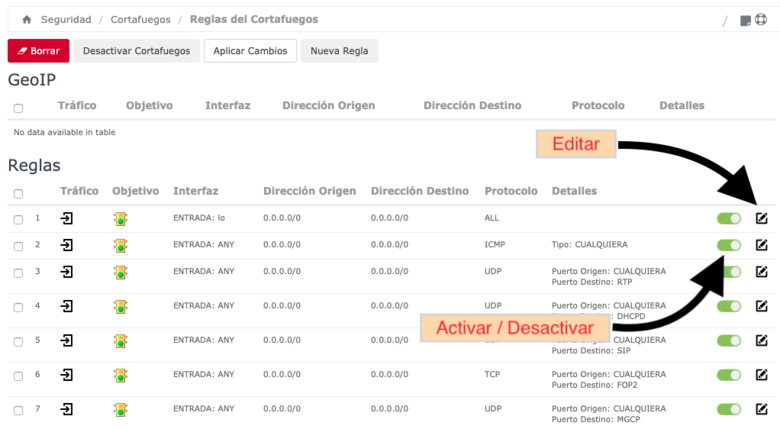 Seguridad / Cortafuegos / Reglas del Cortafuegos /
Borrar Desactivar Cortafuegos Aplicar Cambios Nueva Regla
GeoIP
Tráfico Objetivo Interfaz Dirección Origen Dirección Destino Protocolo Detalles
No data available in table
Editar
Reglas
Tráfico Objetivo Interfaz Dirección Origen Dirección Destino Protocolo Detalles
1 ENTRADA: lo 0.0.0.0/0 0.0.0.0/0 ALL
2 ENTRADA: ANY 0.0.0.0/0 0.0.0.0/0 ICMP Tipo: CUALQUIERA
3 ENTRADA: ANY 0.0.0.0/0 0.0.0.0/0 UDP Puerto Origen: CUALQUIERA
Puerto Destino: RTP
4 ENTRADA: ANY 0.0.0.0/0 0.0.0.0/0 UDP Puerto Origen: CUALQUIERA
: DHCPD
Activar / Desactivar
5 ENTRADA: ANY 0.0.0.0/0 0.0.0.0/0 CUALQUIERA
Puerto Destino: SIP
6 ENTRADA: ANY 0.0.0.0/0 0.0.0.0/0 TCP Puerto Origen: CUALQUIERA
Puerto Destino: FOP2
7 ENTRADA: ANY 0.0.0.0/0 0.0.0.0/0 UDP Puerto Origen: CUALQUIERA
Puerto Destino: MGCP